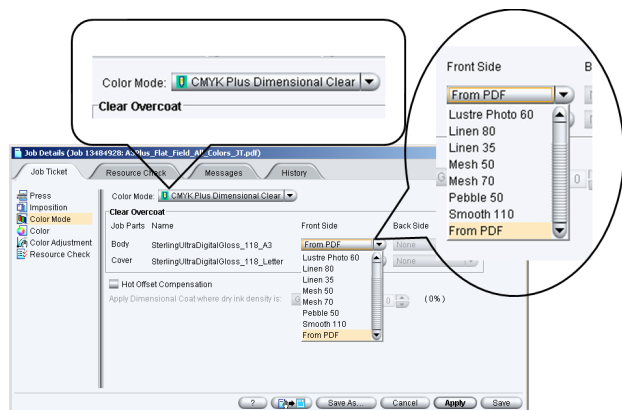 Color Mode: CMYK Plus Dimensional Clear
Clear Overcoat
Front Side B
From PDF
Lustre Photo 60
Linen 80
Linen 35
Mesh 50
Mesh 70
Pebble 50
Smooth 110
From PDF
Job Details (Job 13484928: A3Plus_Flat_Field_All_Colors_JT.pdf)
Job Ticket Resource Check Messages History
Press
Imposition
Color Mode
Color
Color Adjustment
Resource Check
Color Mode: CMYK Plus Dimensional Clear
Clear Overcoat
Job Parts Name Front Side Back Side
Body SterlingUltraDigitalGloss_118_A3 From PDF None
Cover SterlingUltraDigitalGloss_118_Letter None
Lustre Photo 60
Linen 80
Linen 35
Mesh 50
Mesh 70
Pebble 50
Smooth 110
From PDF
Hot Offset Compensation
Apply Dimensional Coat where dry ink density is: G 0 (0%)
? Save As... Cancel Apply Save